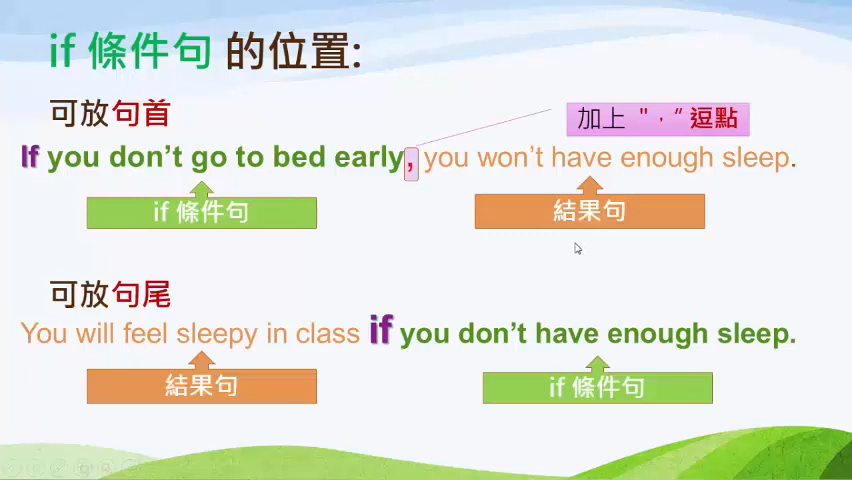 if 條件句 的位置:
可放句首
加上 "，“ 逗點
If you don’t go to bed early, you won’t have enough sleep.
if 條件句
結果句
可放句尾
You will feel sleepy in class if you don’t have enough sleep.
結果句
if 條件句